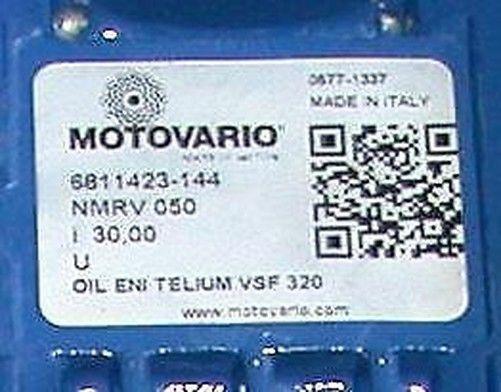 0877-1337
MADE IN ITALY
MOTOVARIO
6811423-144
NMRV 050
i 30,00
U
OIL ENI TELIUM VSF 320
www.motovario.com